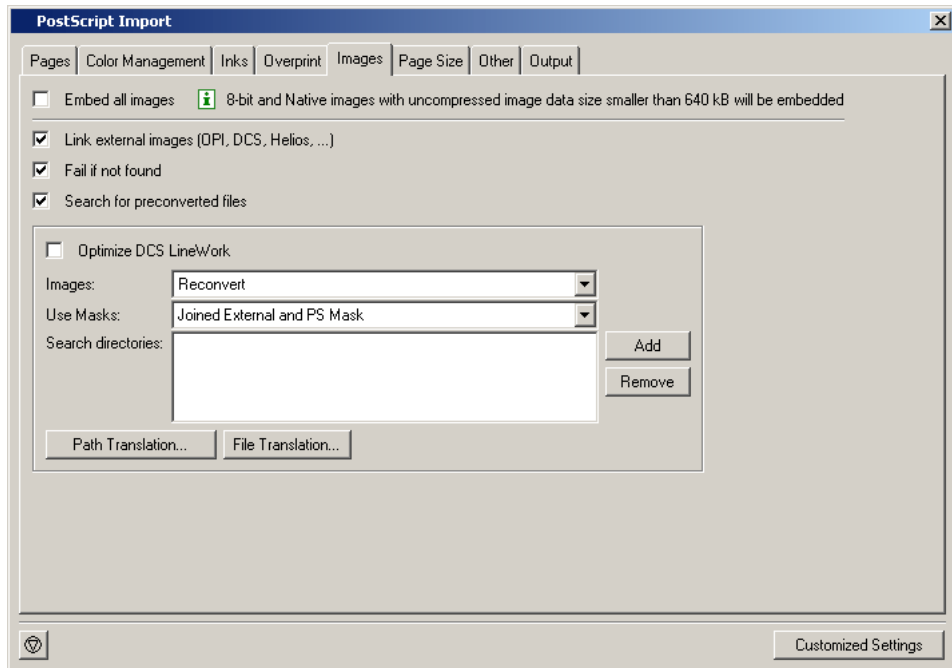 PostScript Import
Pages Color Management Inks Overprint Images Page Size Other Output
Embed all images 8-bit and Native images with uncompressed image data size smaller than 640 kB will be embedded
Link external images (OPI, DCS, Helios, ...)
Fail if not found
Search for preconverted files
Optimize DCS LineWork
Images: Reconvert
Use Masks: Joined External and PS Mask
Search directories: Add
Remove
Path Translation... File Translation...
Customized Settings